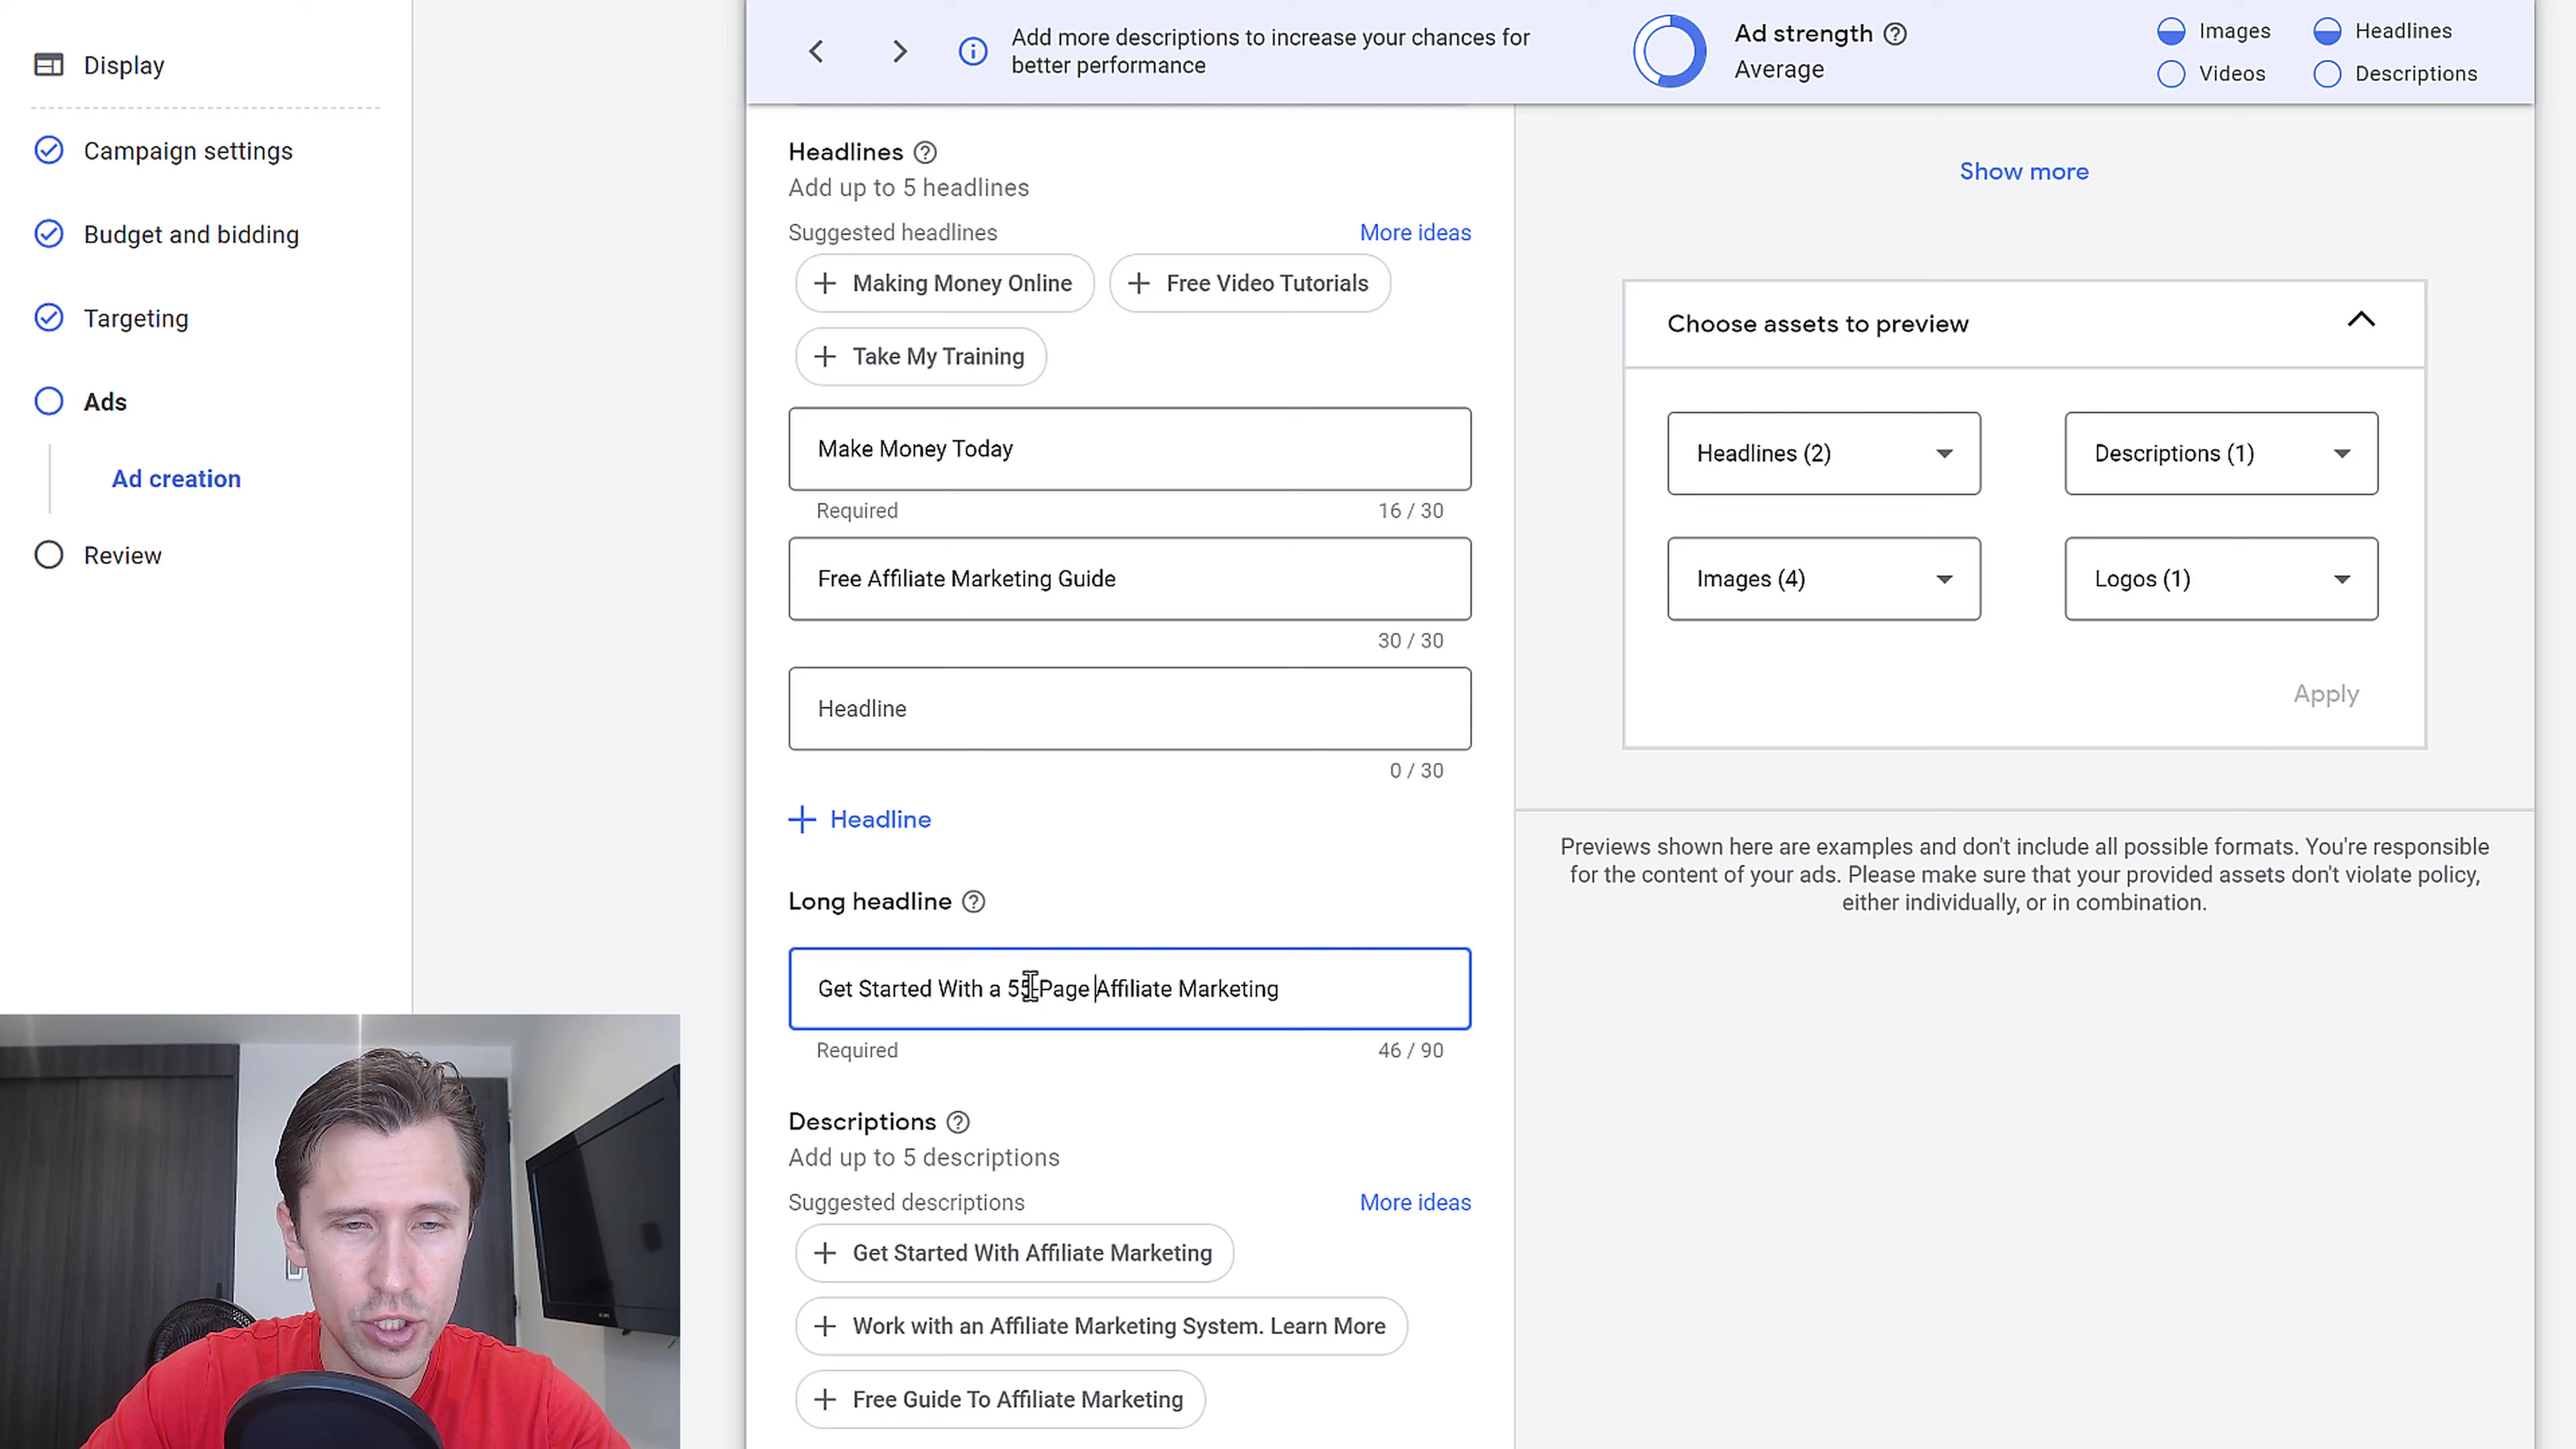 Display
Campaign settings
Budget and bidding
Targeting
Ads
Ad creation
Review
Add more descriptions to increase your chances for
better performance
Ad strength
Average
Images
Headlines
Videos
Descriptions
Headlines
Add up to 5 headlines
Suggested headlines
More ideas
Making Money Online
Free Video Tutorials
Take My Training
Make Money Today
Required
16 / 30
Free Affiliate Marketing Guide
30 / 30
Headline
0 / 30
Headline
Long headline
Get Started With a 55 Page Affiliate Marketing
Required
46 / 90
Descriptions
Add up to 5 descriptions
Suggested descriptions
More ideas
Get Started With Affiliate Marketing
Work with an Affiliate Marketing System. Learn More
Free Guide To Affiliate Marketing
Show more
Choose assets to preview
Headlines (2)
Descriptions (1)
Images (4)
Logos (1)
Apply
Previews shown here are examples and don't include all possible formats. You're responsible
for the content of your ads. Please make sure that your provided assets don't violate policy,
either individually, or in combination.